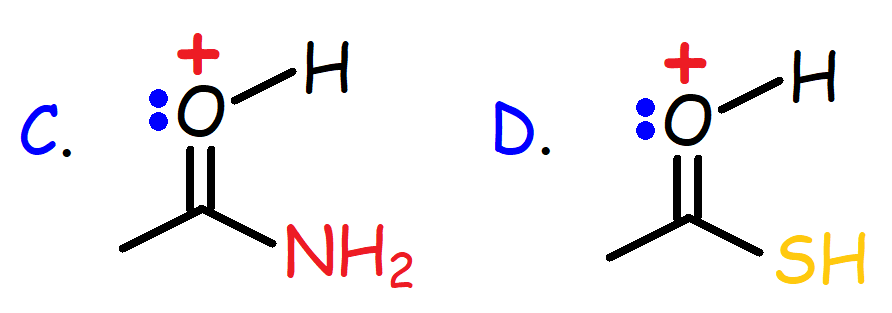 C. + :O H NH₂
D. + :O H SH